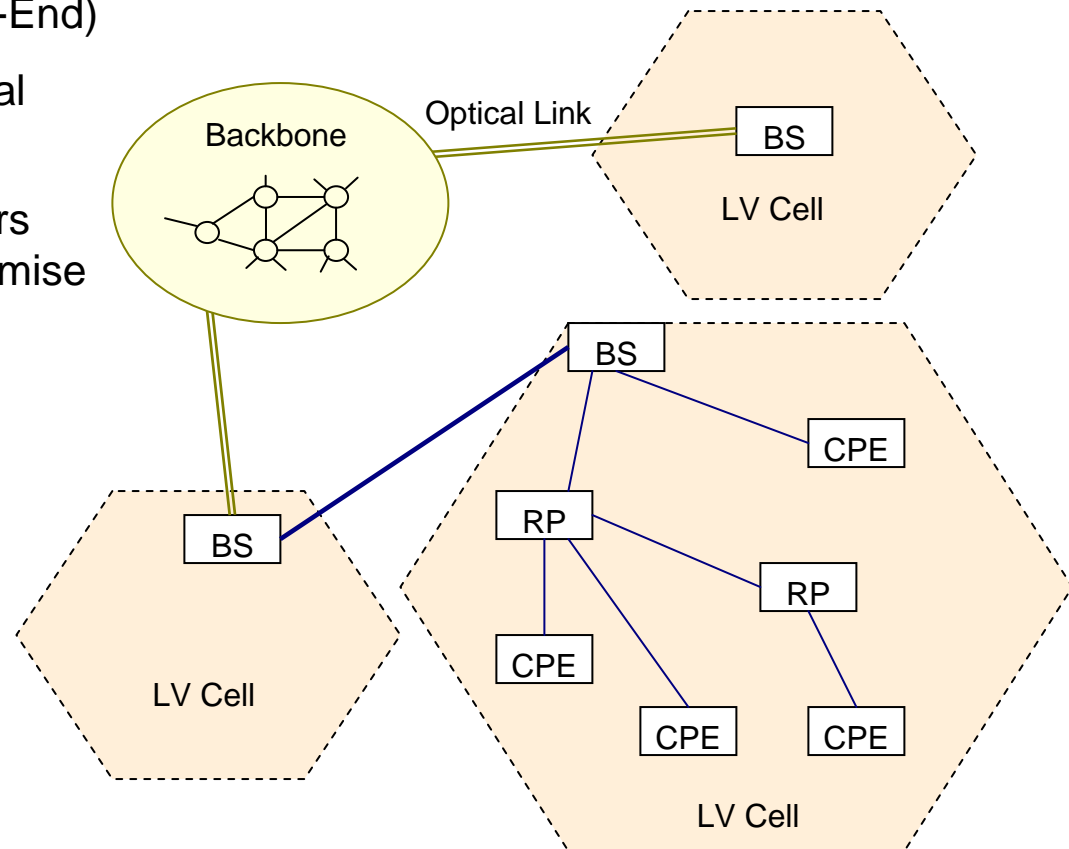 -End)
al
rs
mise
Backbone
Optical Link
BS
LV Cell
BS
CPE
RP
RP
CPE
CPE
CPE
LV Cell
BS
LV Cell